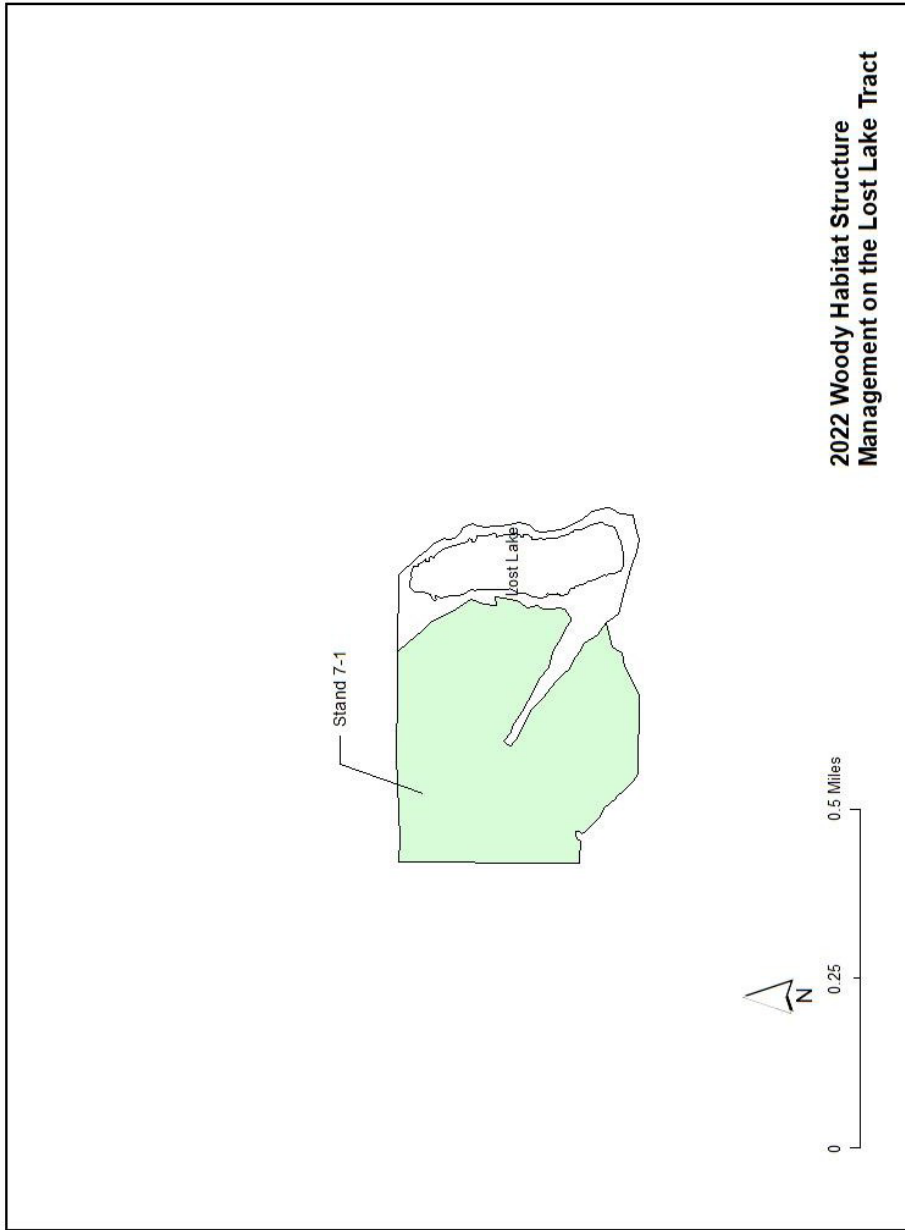 Stand 7-1
Lost Lake
N
0
0.25
0.5 Miles
2022 Woody Habitat Structure
Management on the Lost Lake Tract